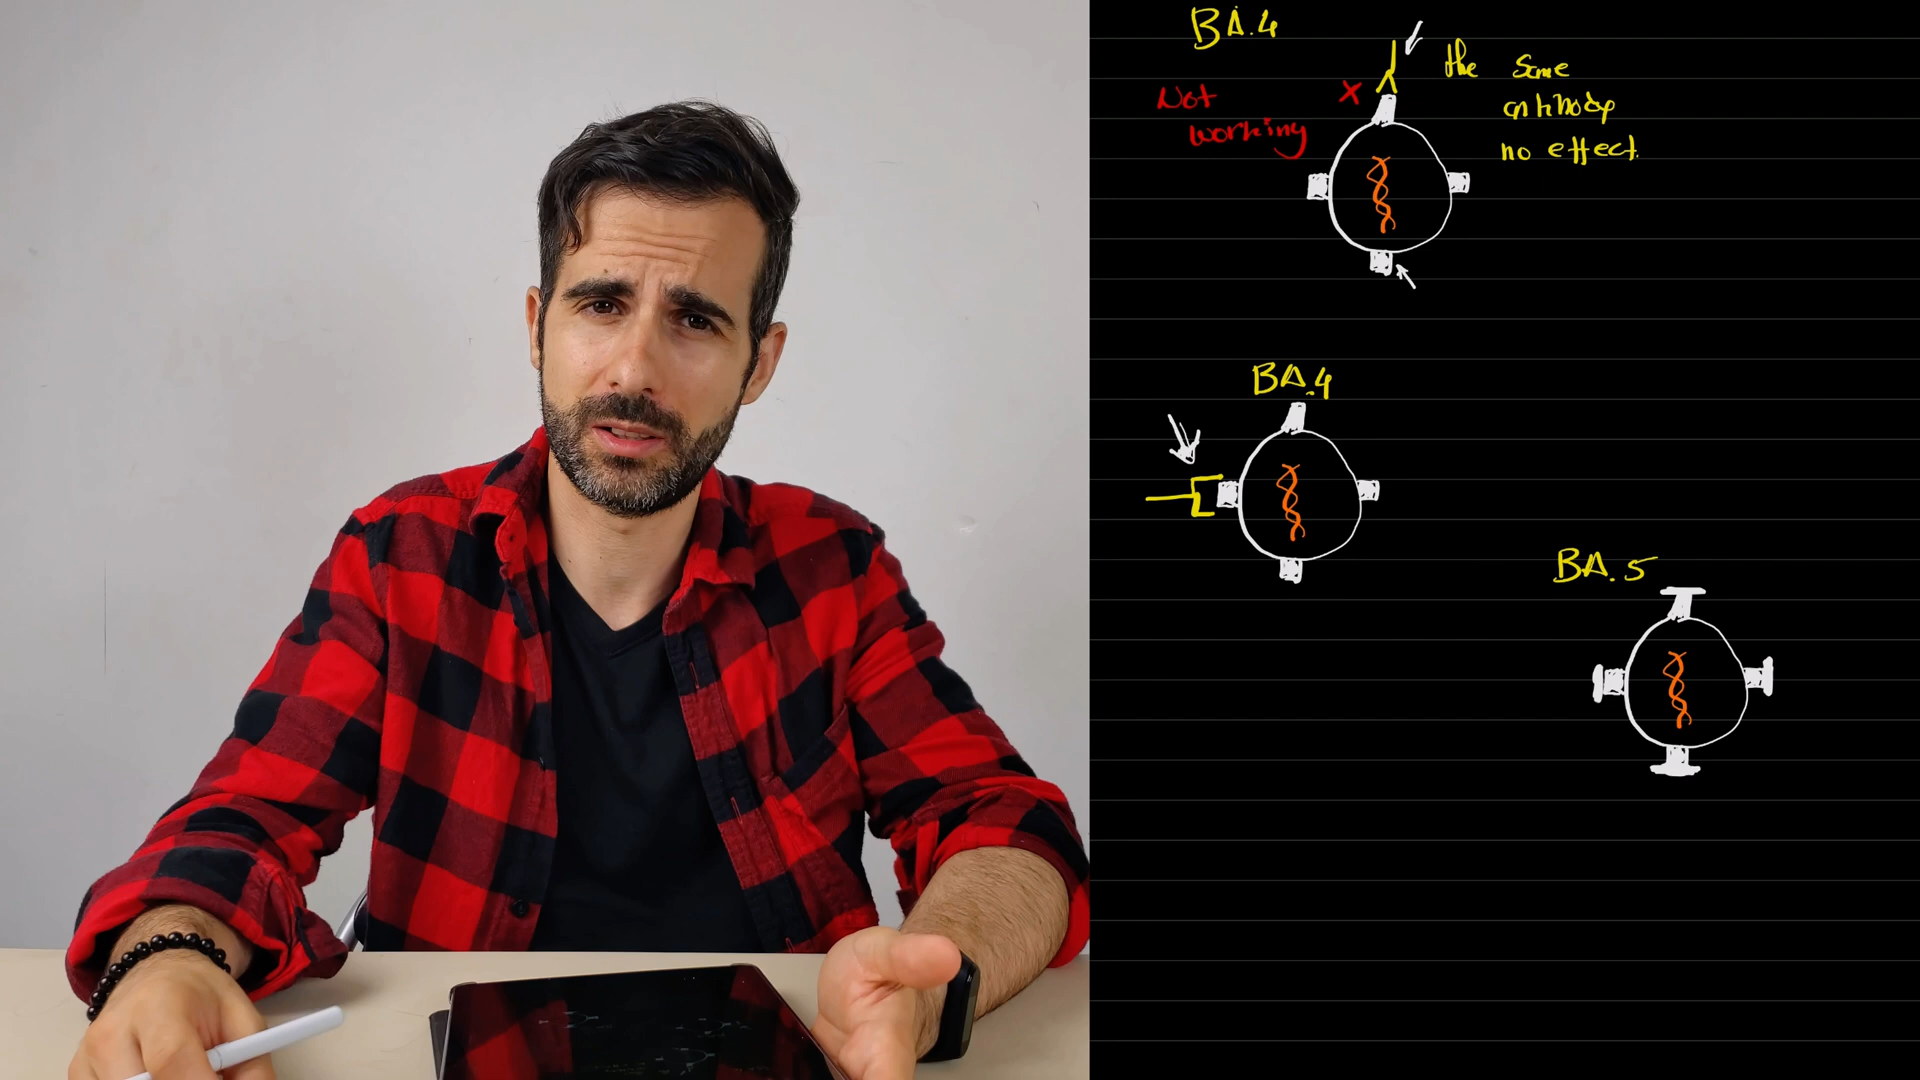 BA.4
Not
working
X
the same
antibody
no effect.
BA.4
BA.5